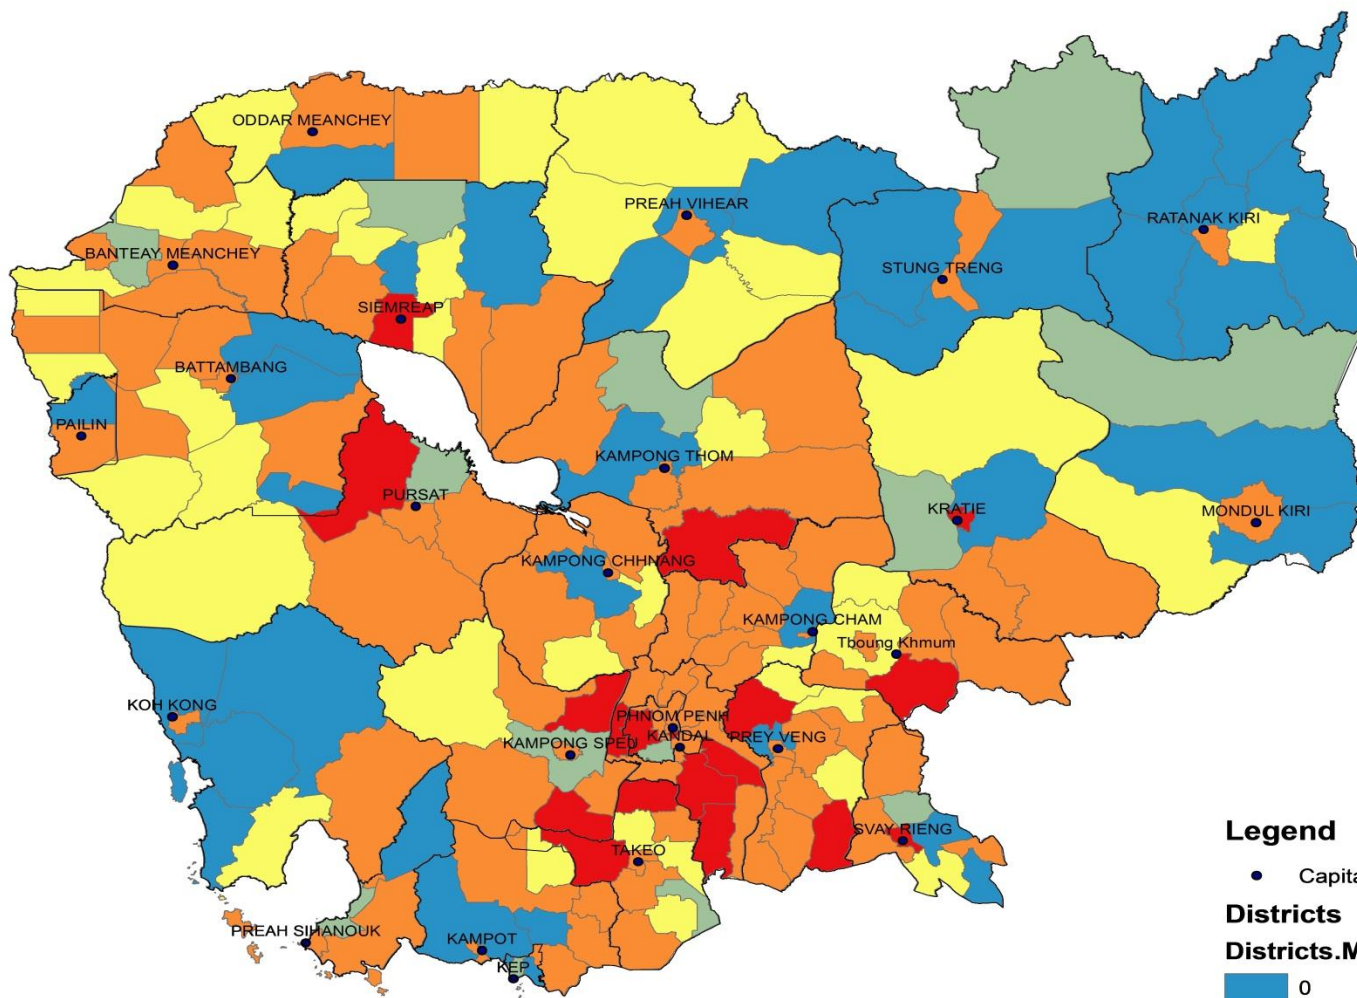 ODDAR MEANCHEY
PREAH VIHEAR
RATANAK KIRI
BANTEAY MEANCHEY
STUNG TRENG
SIEMREAP
BATTAMBANG
PAILIN
KAMPONG THOM
PURSAT
KRATIE
MONDUL KIRI
KAMPONG CHHNANG
KAMPONG CHAM
Tboung Khmum
KOH KONG
PHNOM PENH
KANDAL
PREY VENG
KAMPONG SPEU
SVAY RIENG
TAKEO
PREAH SIHANOUK
KAMPOT
KEP
Legend
Capita
Districts
Districts.M
0